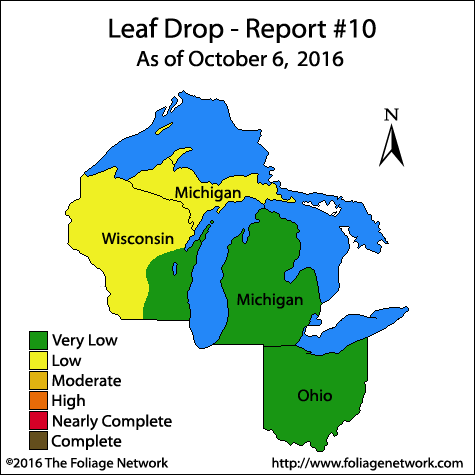 Leaf Drop - Report #10
As of October 6, 2016
N
Michigan
Wisconsin
Michigan
Ohio
Very Low
Low
Moderate
High
Nearly Complete
Complete
©2016 The Foliage Network
http://www.foliagenetwork.com